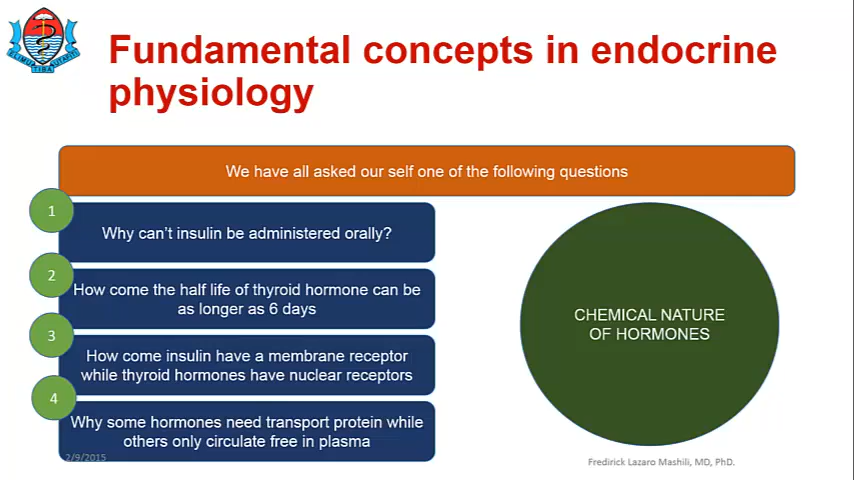 Fundamental concepts in endocrine
physiology
We have all asked our self one of the following questions
1
Why can't insulin be administered orally?
2
How come the half life of thyroid hormone can be
as longer as 6 days
3
How come insulin have a membrane receptor
while thyroid hormones have nuclear receptors
4
Why some hormones need transport protein while
others only circulate free in plasma
CHEMICAL NATURE
OF HORMONES
2/9/2015
Fredirick Lazaro Mashili, MD, PhD.